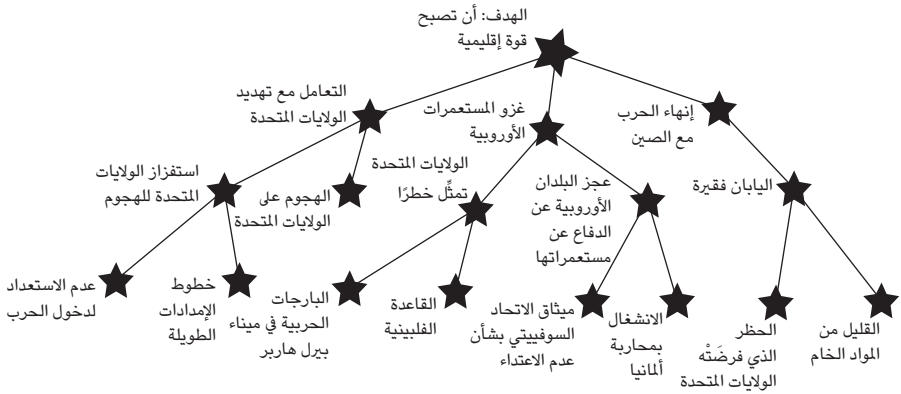 الهدف: أن تصبح
قوة إقليمية
إنهاء الحرب
مع الصين
غزو المستعمرات
الأوروبية
التعامل مع تهديد
الولايات المتحدة
اليابان فقيرة
عجز البلدان
الأوروبية عن
الدفاع عن
مستعمراتها
الولايات المتحدة
تمثِّل خطرًا
الهجوم على
الولايات المتحدة
استفزاز الولايات
المتحدة للهجوم
القليل من
المواد الخام
الحظر
الذي فرضَتْه
الولايات المتحدة
الانشغال
بمحاربة
ألمانيا
ميثاق الاتحاد
السوفييتي بشأن
عدم الاعتداء
القاعدة
الفلبينية
البارجات
الحربية في ميناء
بيرل هاربر
خطوط
الإمدادات
الطويلة
عدم الاستعداد
لدخول الحرب